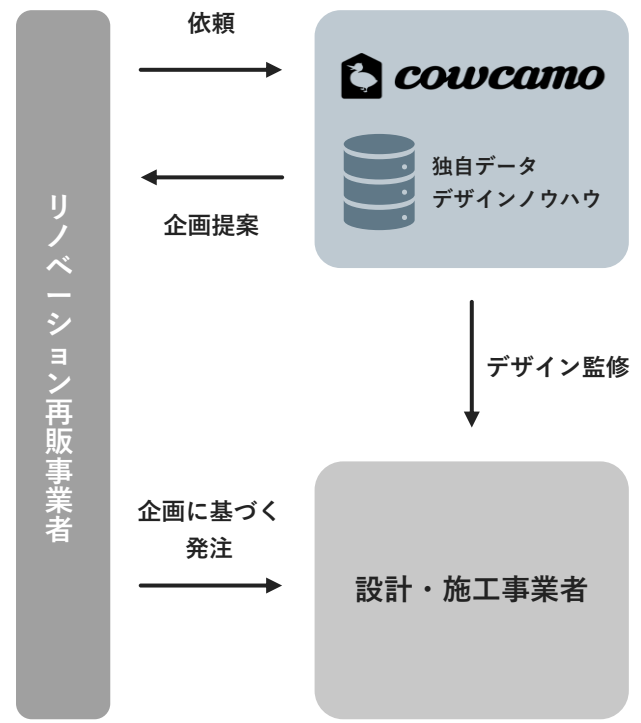 依頼
cowcamo
独自データ
デザインノウハウ
企画提案
リノベーション再販事業者
デザイン監修
企画に基づく
発注
設計・施工事業者